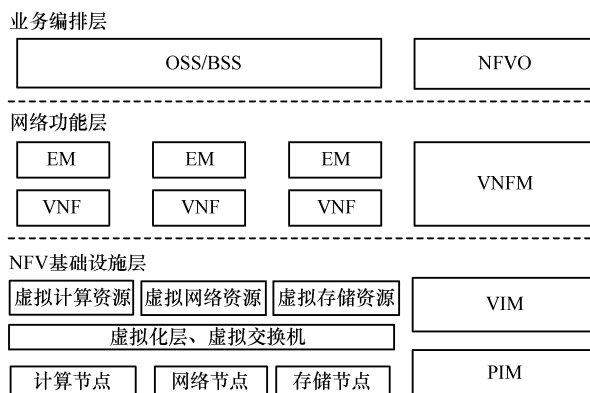 业务编排层
OSS/BSS NFVO
网络功能层
EM EM EM
VNFM
VNF VNF VNF
NFV基础设施层
虚拟计算资源 虚拟网络资源 虚拟存储资源
VIM
虚拟化层、虚拟交换机
计算节点 网络节点 存储节点
PIM